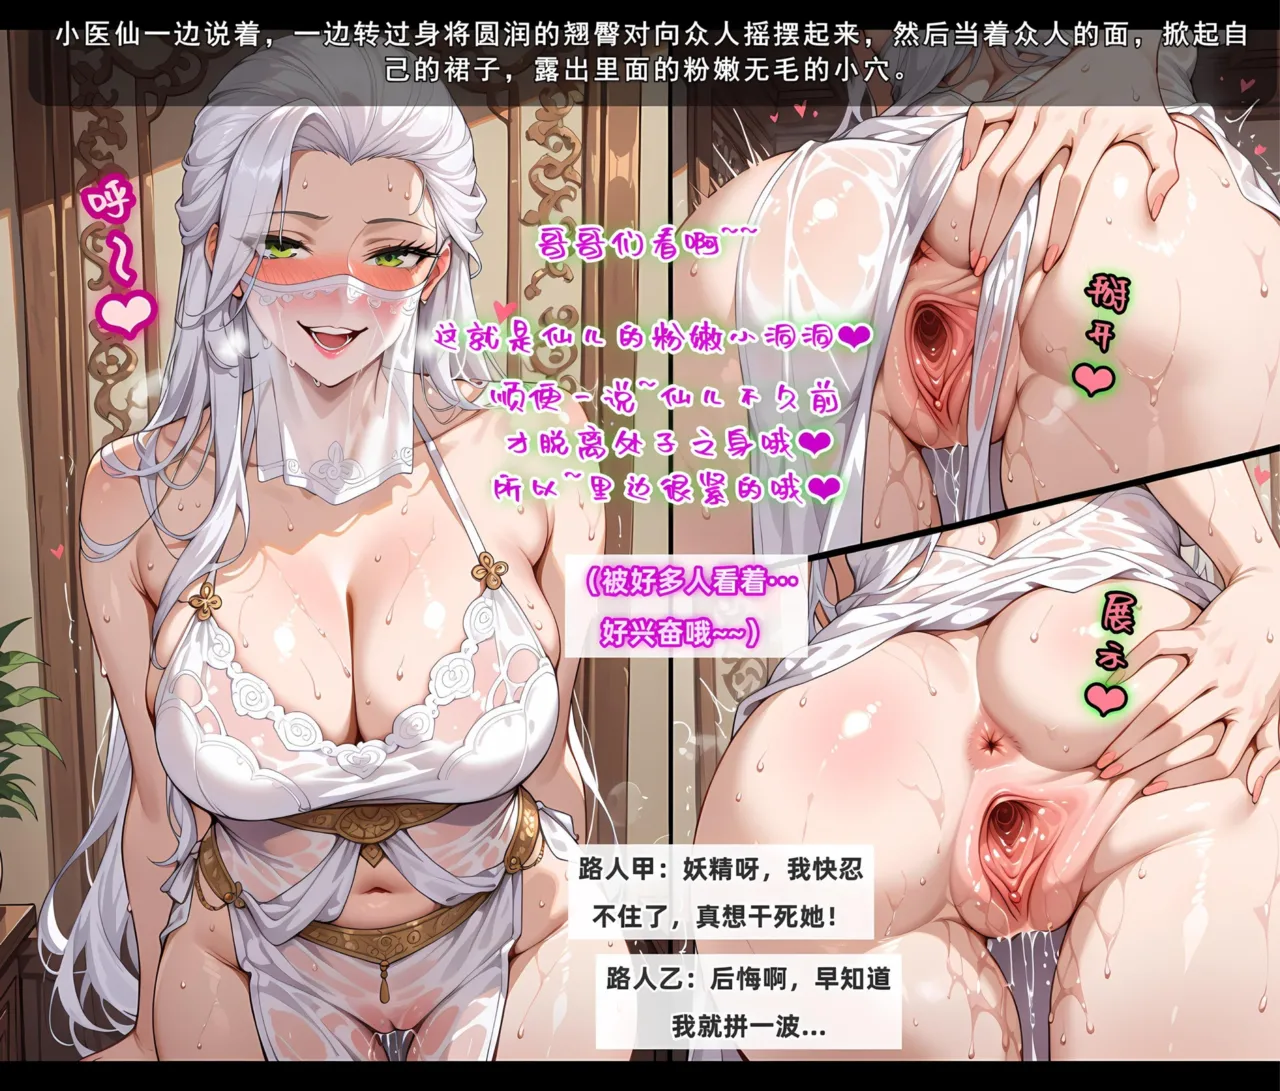 小医仙一边说着，一边转过身将圆润的翘臀对向众人摇摆起来，然后当着众人的面，掀起自
己的裙子，露出里面的粉嫩无毛的小穴。
呼～❤
哥哥们看啊~~
这就是仙儿的粉嫩小洞洞❤
顺便一说~仙儿不久前
才脱离处子之身哦❤
所以~里边很紧的哦❤
掰开❤
（被好多人看着…
好兴奋哦~~）
展示❤
路人甲：妖精呀，我快忍
不住了，真想干死她！
路人乙：后悔啊，早知道
我就拼一波...